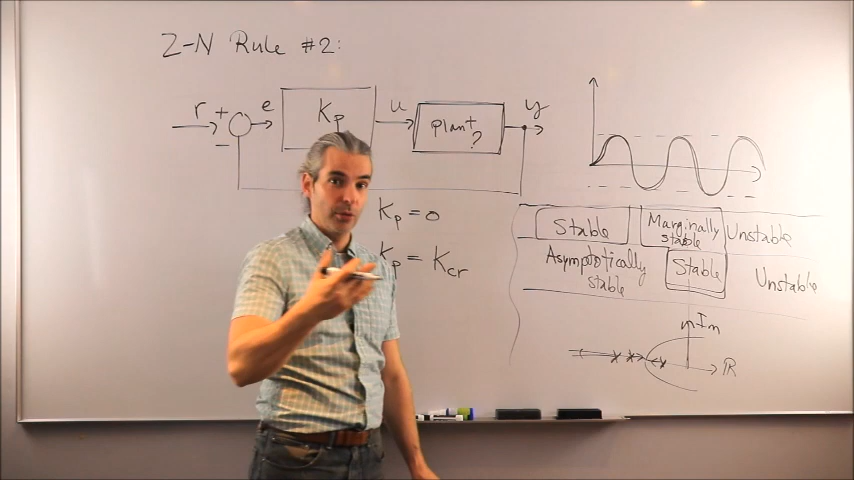 Z-N Rule #2:
r + e Kp u plant? y
−
Kp = 0
Kp = Kcr
Stable Marginally stable Unstable
Asymptotically stable Stable Unstable
Im
R